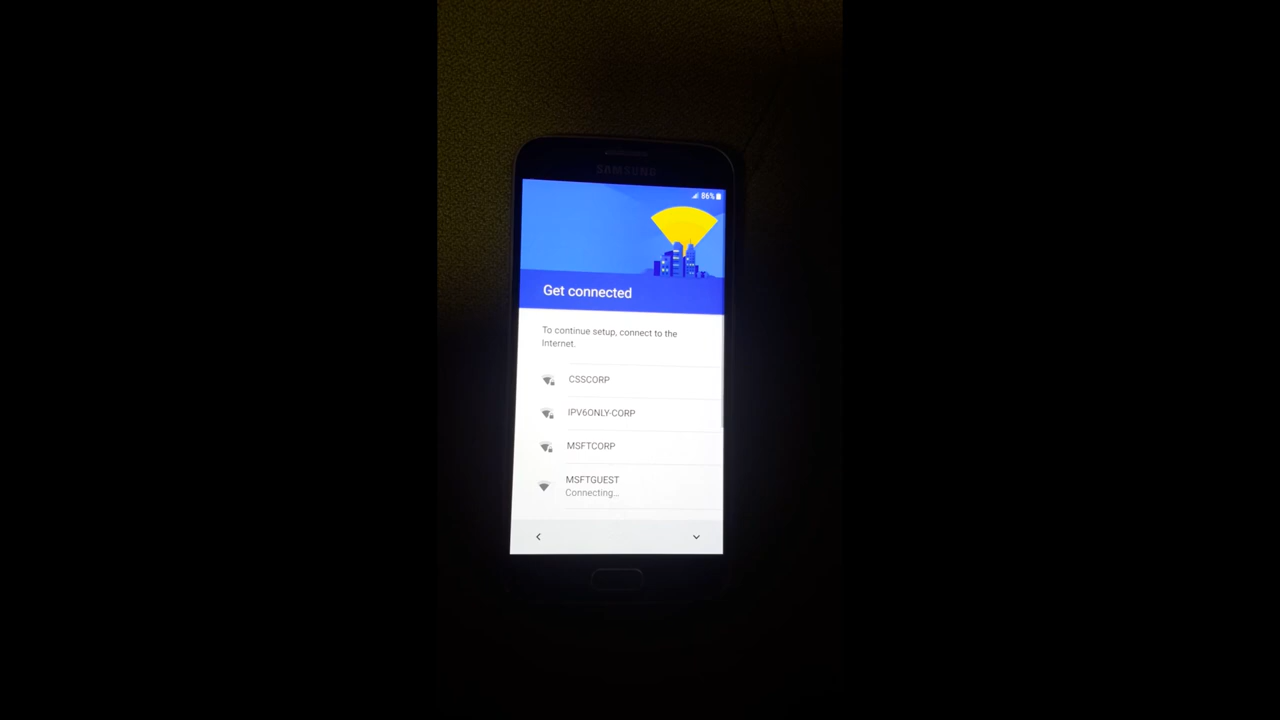 SAMSUNG
86%
Get connected
To continue setup, connect to the
Internet.
CSSCORP
IPV6ONLY-CORP
MSFTCORP
MSFTGUEST
Connecting...